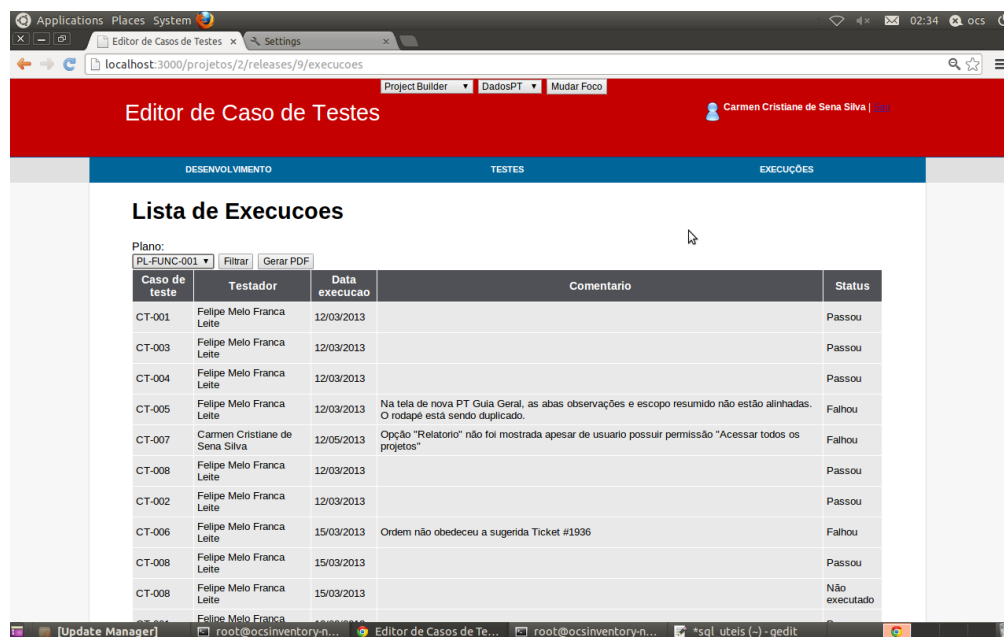 Applications Places System 02:34 ocs
Editor de Casos de Testes x Settings x
localhost:3000/projetos/2/releases/9/execucoes
Project Builder DadosPT Mudar Foco
Editor de Caso de Testes
Carmen Cristiane de Sena Silva |
DESENVOLVIMENTO TESTES EXECUÇÕES
Lista de Execucoes
Plano:
PL-FUNC-001 Filtrar Gerar PDF
Caso de teste Testador Data execucao Comentario Status
CT-001 Felipe Melo Franca Leite 12/03/2013 Passou
CT-003 Felipe Melo Franca Leite 12/03/2013 Passou
CT-004 Felipe Melo Franca Leite 12/03/2013 Passou
CT-005 Felipe Melo Franca Leite 12/03/2013 Na tela de nova PT Guia Geral, as abas observações e escopo resumido não estão alinhadas. O rodapé está sendo duplicado. Falhou
CT-007 Carmen Cristiane de Sena Silva 12/05/2013 Opção "Relatorio" não foi mostrada apesar de usuario possuir permissão "Acessar todos os projetos" Falhou
CT-008 Felipe Melo Franca Leite 12/03/2013 Passou
CT-002 Felipe Melo Franca Leite 12/03/2013 Passou
CT-006 Felipe Melo Franca Leite 15/03/2013 Ordem não obedeceu a sugerida Ticket #1936 Falhou
CT-008 Felipe Melo Franca Leite 15/03/2013 Passou
CT-008 Felipe Melo Franca Leite 15/03/2013 Não executado
Felipe Melo Franca
[Update Manager] root@ocsinventory-n... Editor de Casos de Te... root@ocsinventory-n... *sql uteis (~) - gedit